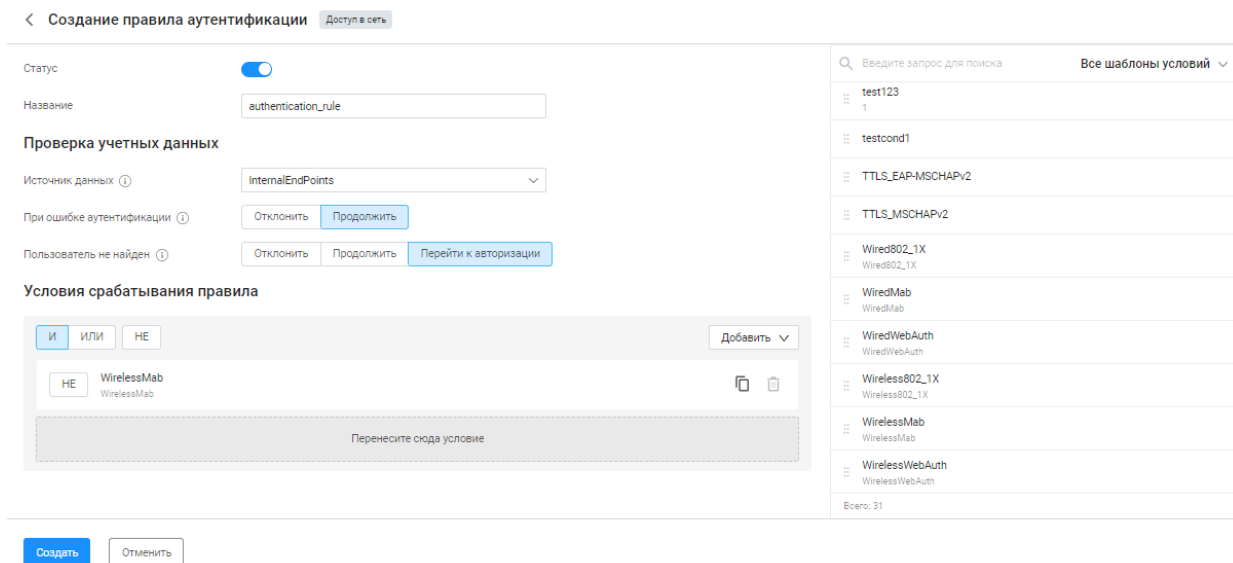 Создание правила аутентификации Доступ в сеть
Статус
Название authentication_rule
Проверка учетных данных
Источник данных InternalEndPoints
При ошибке аутентификации Отклонить Продолжить
Пользователь не найден Отклонить Продолжить Перейти к авторизации
Условия срабатывания правила
И ИЛИ НЕ Добавить
НЕ WirelessMab
WirelessMab
Перенесите сюда условие
Создать Отменить
Введите запрос для поиска Все шаблоны условий
test123
1
testcond1
TTLS_EAP-MSCHAPv2
TTLS_MSCHAPv2
Wired802_1X
Wired802_1X
WiredMab
WiredMab
WiredWebAuth
WiredWebAuth
Wireless802_1X
Wireless802_1X
WirelessMab
WirelessMab
WirelessWebAuth
WirelessWebAuth
Всего: 31